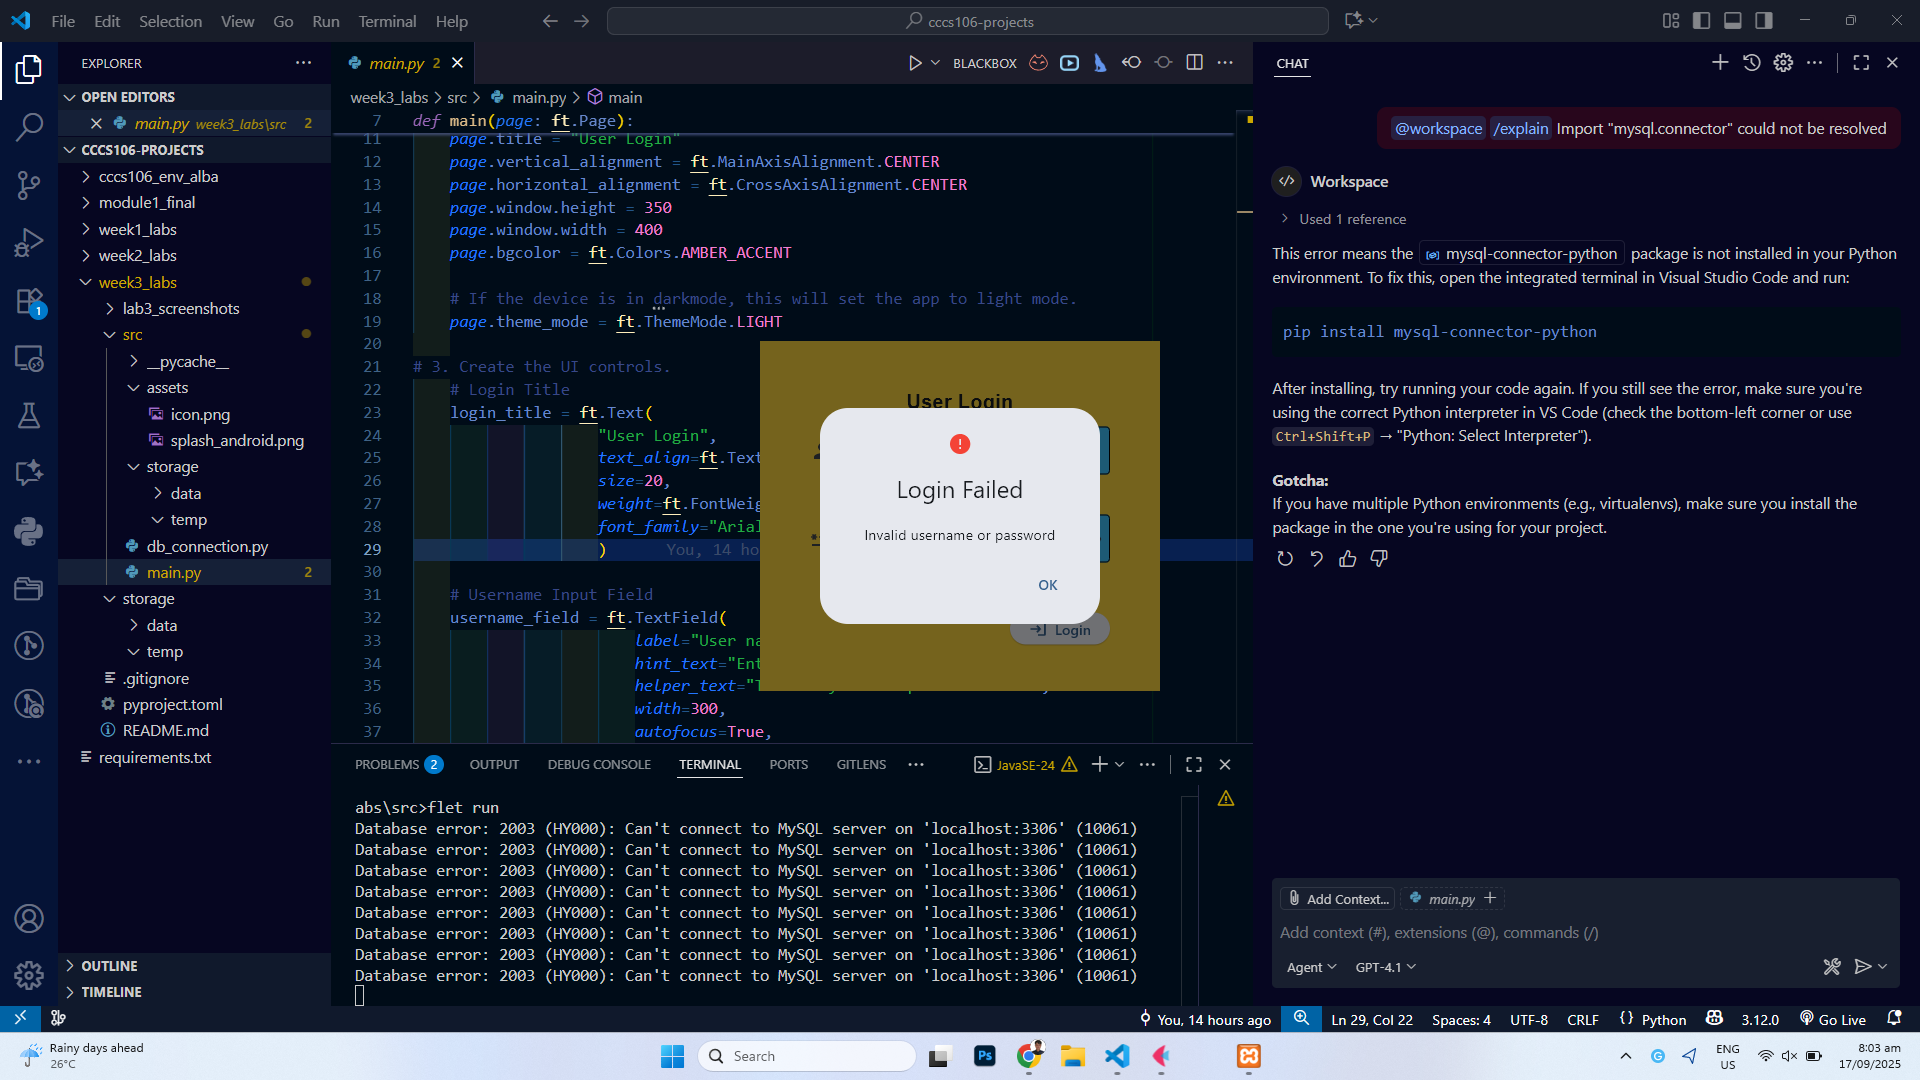 File Edit Selection View Go Run Terminal Help
cccs106-projects
EXPLORER
OPEN EDITORS
main.py week3_labs\src 2
CCCS106-PROJECTS
cccs106_env_alba
module1_final
week1_labs
week2_labs
week3_labs
lab3_screenshots
src
__pycache__
assets
icon.png
splash_android.png
storage
data
temp
db_connection.py
main.py 2
storage
data
temp
.gitignore
pyproject.toml
README.md
requirements.txt
OUTLINE
TIMELINE
1
main.py 2
BLACKBOX
week3_labs > src > main.py > main
7 def main(page: ft.Page):
11 page.title = "User Login"
12 page.vertical_alignment = ft.MainAxisAlignment.CENTER
13 page.horizontal_alignment = ft.CrossAxisAlignment.CENTER
14 page.window.height = 350
15 page.window.width = 400
16 page.bgcolor = ft.Colors.AMBER_ACCENT
17
18 # If the device is in darkmode, this will set the app to light mode.
19 page.theme_mode = ft.ThemeMode.LIGHT
20
21 # 3. Create the UI controls.
22 # Login Title
23 login_title = ft.Text(
24 "User Login",
25 text_align=ft.Text
26 size=20,
27 weight=ft.FontWeig
28 font_family="Arial
29 ) You, 14 ho
30
31 # Username Input Field
32 username_field = ft.TextField(
33 label="User na
34 hint_text="Ent
35 helper_text="T
36 width=300,
37 autofocus=True,
User Login
Login Failed
Invalid username or password
OK
Login
PROBLEMS 2 OUTPUT DEBUG CONSOLE TERMINAL PORTS GITLENS
JavaSE-24
abs\src>flet run
Database error: 2003 (HY000): Can't connect to MySQL server on 'localhost:3306' (10061)
Database error: 2003 (HY000): Can't connect to MySQL server on 'localhost:3306' (10061)
Database error: 2003 (HY000): Can't connect to MySQL server on 'localhost:3306' (10061)
Database error: 2003 (HY000): Can't connect to MySQL server on 'localhost:3306' (10061)
Database error: 2003 (HY000): Can't connect to MySQL server on 'localhost:3306' (10061)
Database error: 2003 (HY000): Can't connect to MySQL server on 'localhost:3306' (10061)
Database error: 2003 (HY000): Can't connect to MySQL server on 'localhost:3306' (10061)
Database error: 2003 (HY000): Can't connect to MySQL server on 'localhost:3306' (10061)
CHAT
@workspace /explain Import "mysql.connector" could not be resolved
Workspace
Used 1 reference
This error means the mysql-connector-python package is not installed in your Python
environment. To fix this, open the integrated terminal in Visual Studio Code and run:
pip install mysql-connector-python
After installing, try running your code again. If you still see the error, make sure you're
using the correct Python interpreter in VS Code (check the bottom-left corner or use
Ctrl+Shift+P → "Python: Select Interpreter").
Gotcha:
If you have multiple Python environments (e.g., virtualenvs), make sure you install the
package in the one you're using for your project.
Add Context... main.py
Add context (#), extensions (@), commands (/)
Agent GPT-4.1
You, 14 hours ago Ln 29, Col 22 Spaces: 4 UTF-8 CRLF {} Python 3.12.0 Go Live
Rainy days ahead
26°C
Search
Ps
ENG
US
8:03 am
17/09/2025